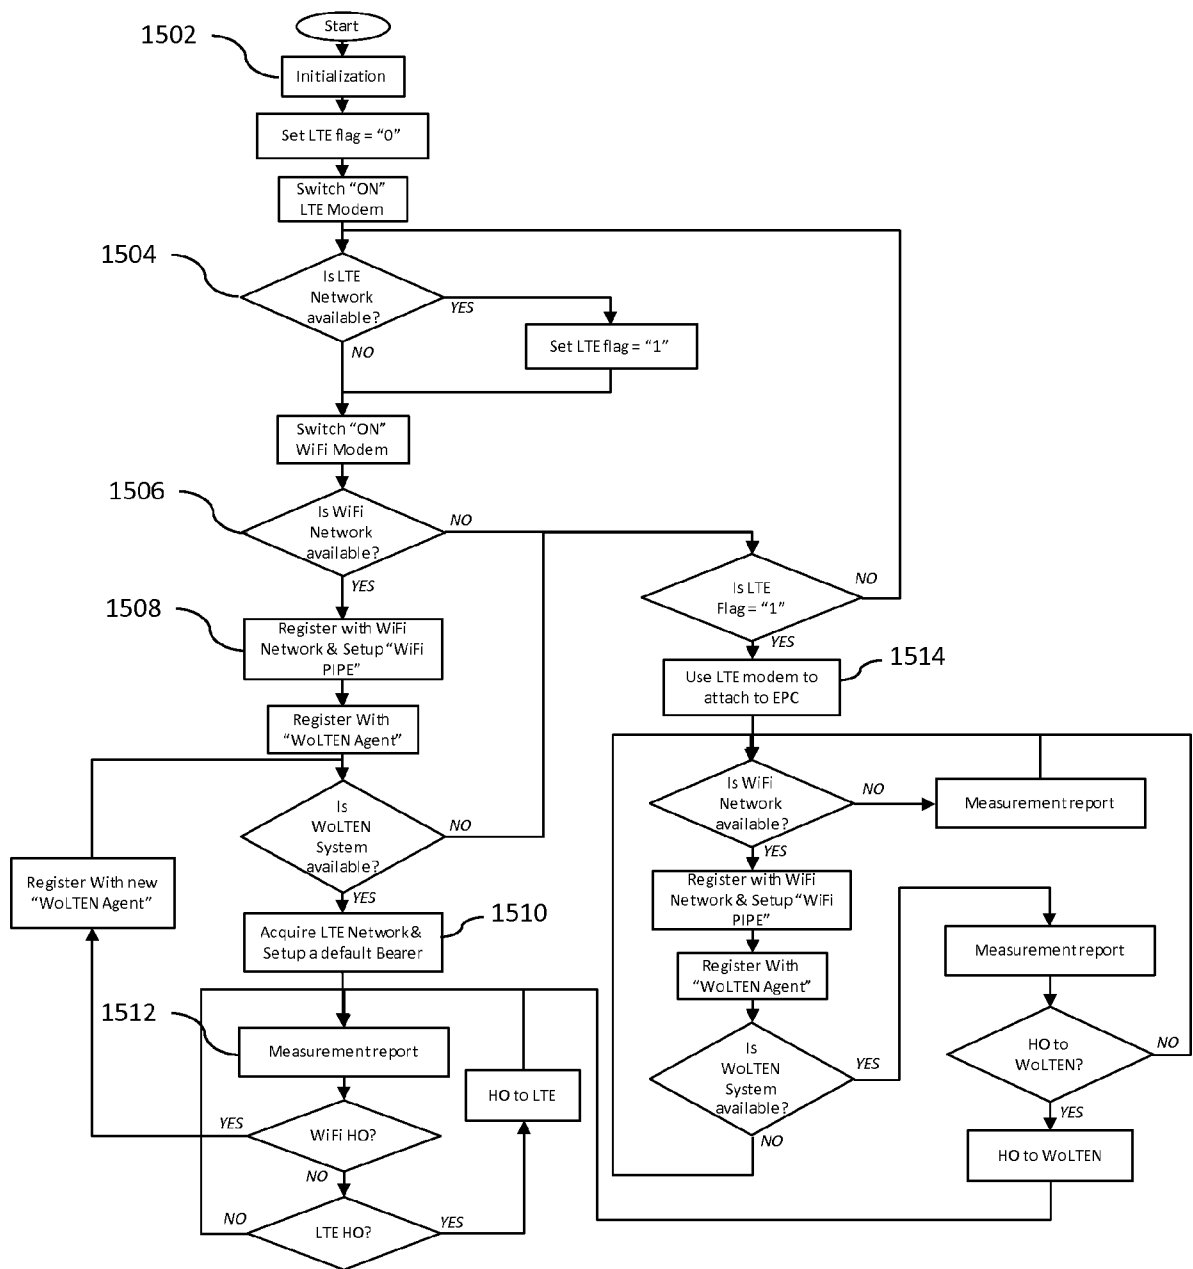 Start
1502
Initialization
Set LTE flag = “0”
Switch “ON”
LTE Modem
1504
Is LTE
Network
available?
YES
NO
Set LTE flag = “1”
Switch “ON”
WiFi Modem
1506
Is WiFi
Network
available?
NO
YES
Is LTE
Flag = “1”
NO
YES
1508
Register with WiFi
Network & Setup “WiFi
PIPE”
1514
Use LTE modem to
attach to EPC
Register With
“WoLTEN Agent”
Is
WoLTEN
System
available?
NO
YES
Is WiFi
Network
available?
NO
YES
Measurement report
Register With new
“WoLTEN Agent”
Register with WiFi
Network & Setup “WiFi
PIPE”
1510
Acquire LTE Network &
Setup a default Bearer
Register With
“WoLTEN Agent”
Measurement report
1512
Measurement report
Is
WoLTEN
System
available?
YES
NO
HO to
WoLTEN?
NO
YES
HO to LTE
WiFi HO?
YES
NO
HO to WoLTEN
LTE HO?
NO
YES